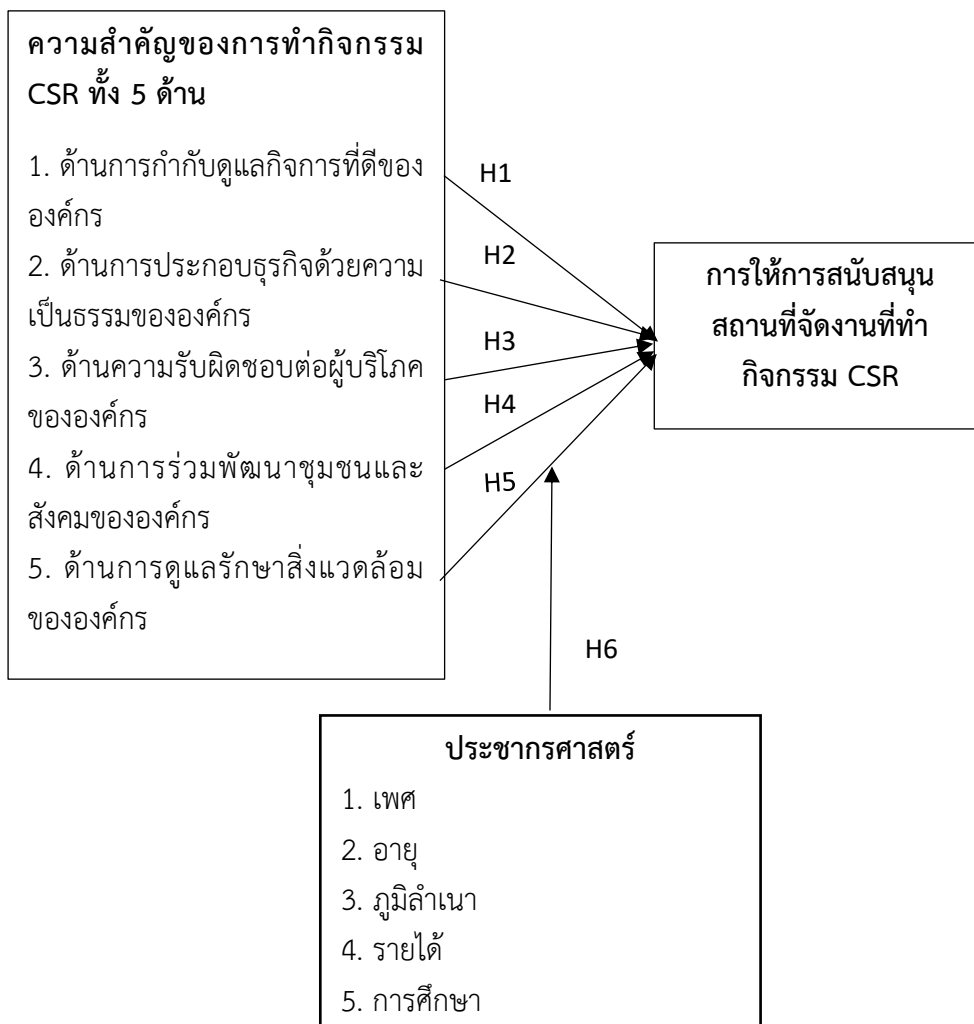 ความสำคัญของการทำกิจกรรม
CSR ทั้ง 5 ด้าน
1. ด้านการกำกับดูแลกิจการที่ดีของ
องค์กร
2. ด้านการประกอบธุรกิจด้วยความ
เป็นธรรมขององค์กร
3. ด้านความรับผิดชอบต่อผู้บริโภค
ขององค์กร
4. ด้านการร่วมพัฒนาชุมชนและ
สังคมขององค์กร
5. ด้านการดูแลรักษาสิ่งแวดล้อม
ขององค์กร
H1
H2
H3
H4
H5
การให้การสนับสนุน
สถานที่จัดงานที่ทำ
กิจกรรม CSR
H6
ประชากรศาสตร์
1. เพศ
2. อายุ
3. ภูมิลำเนา
4. รายได้
5. การศึกษา